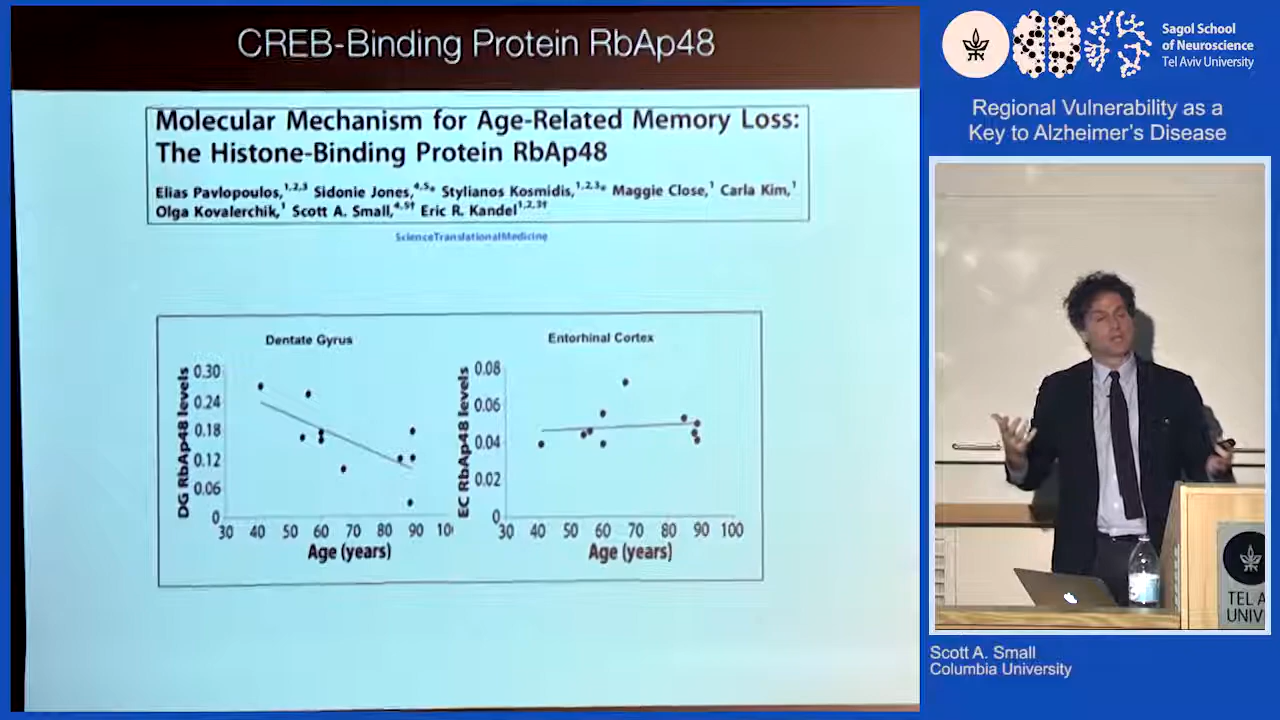 CREB-Binding Protein RbAp48
Molecular Mechanism for Age-Related Memory Loss:
The Histone-Binding Protein RbAp48
Elias Pavlopoulos,1,2,3 Sidonie Jones,4,5* Stylianos Kosmidis,1,2,3* Maggie Close,1 Carla Kim,1
Olga Kovalerchik,1 Scott A. Small,4,5† Eric R. Kandel1,2,3†
ScienceTranslationalMedicine
Dentate Gyrus
DG RbAp48 levels
0.30
0.24
0.18
0.12
0.06
0
30 40 50 60 70 80 90 10
Age (years)
Entorhinal Cortex
EC RbAp48 levels
0.08
0.06
0.04
0.02
0
30 40 50 60 70 80 90 100
Age (years)
Sagol School
of Neuroscience
Tel Aviv University
Regional Vulnerability as a
Key to Alzheimer's Disease
TEL A
UNIV
Scott A. Small
Columbia University